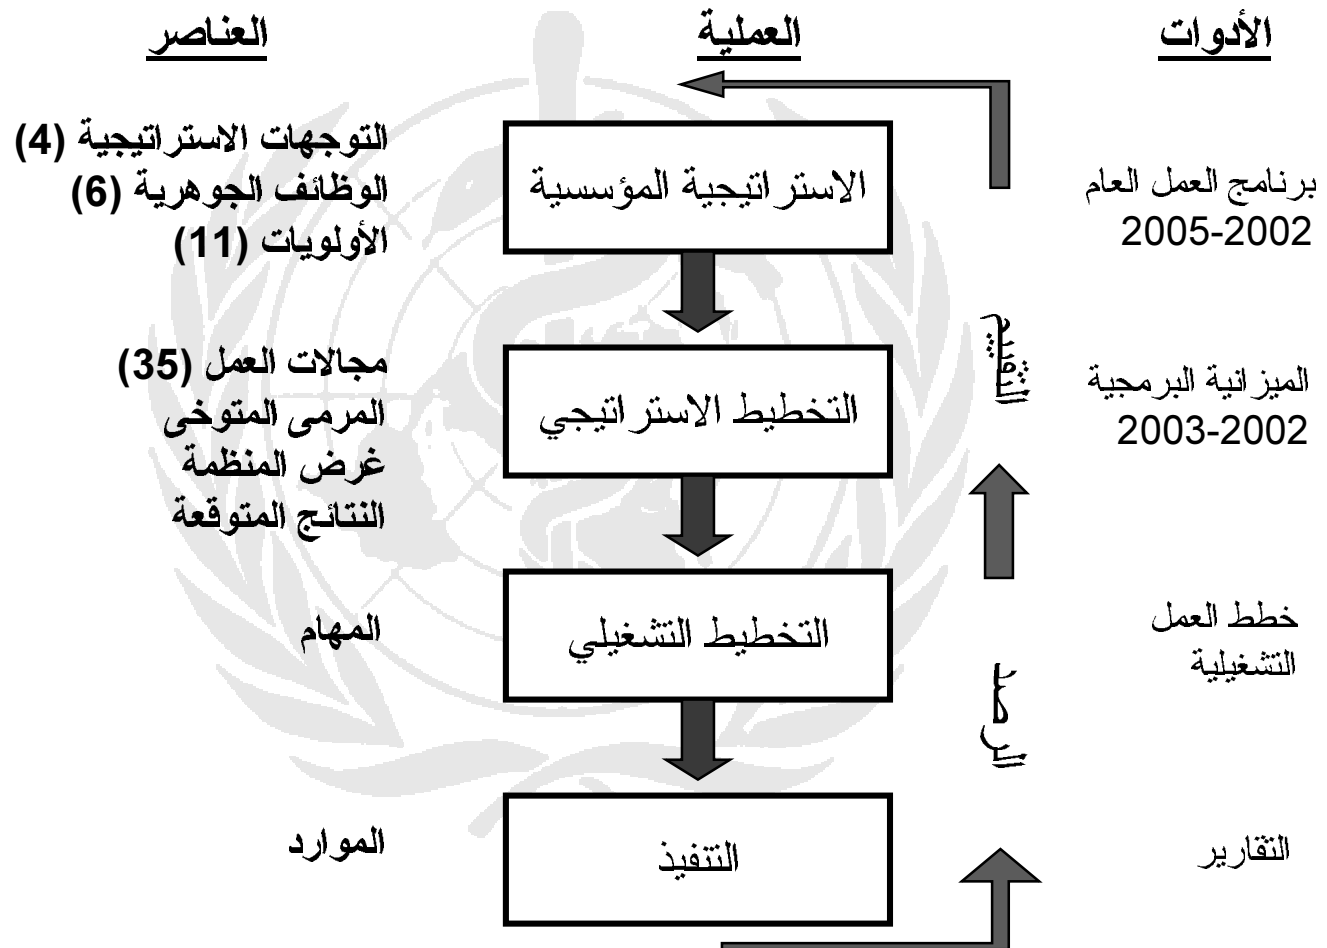 الأدوات
العملية
العناصر
برنامج العمل العام
2002-2005
الاستراتيجية المؤسسية
التوجهات الاستراتيجية (4)
الوظائف الجوهرية (6)
الأولويات (11)
التقييم
الميزانية البرمجية
2002-2003
التخطيط الاستراتيجي
مجالات العمل (35)
المرمى المتوخى
غرض المنظمة
النتائج المتوقعة
خطط العمل
التشغيلية
التخطيط التشغيلي
المهام
الرصد
التقارير
التنفيذ
الموارد